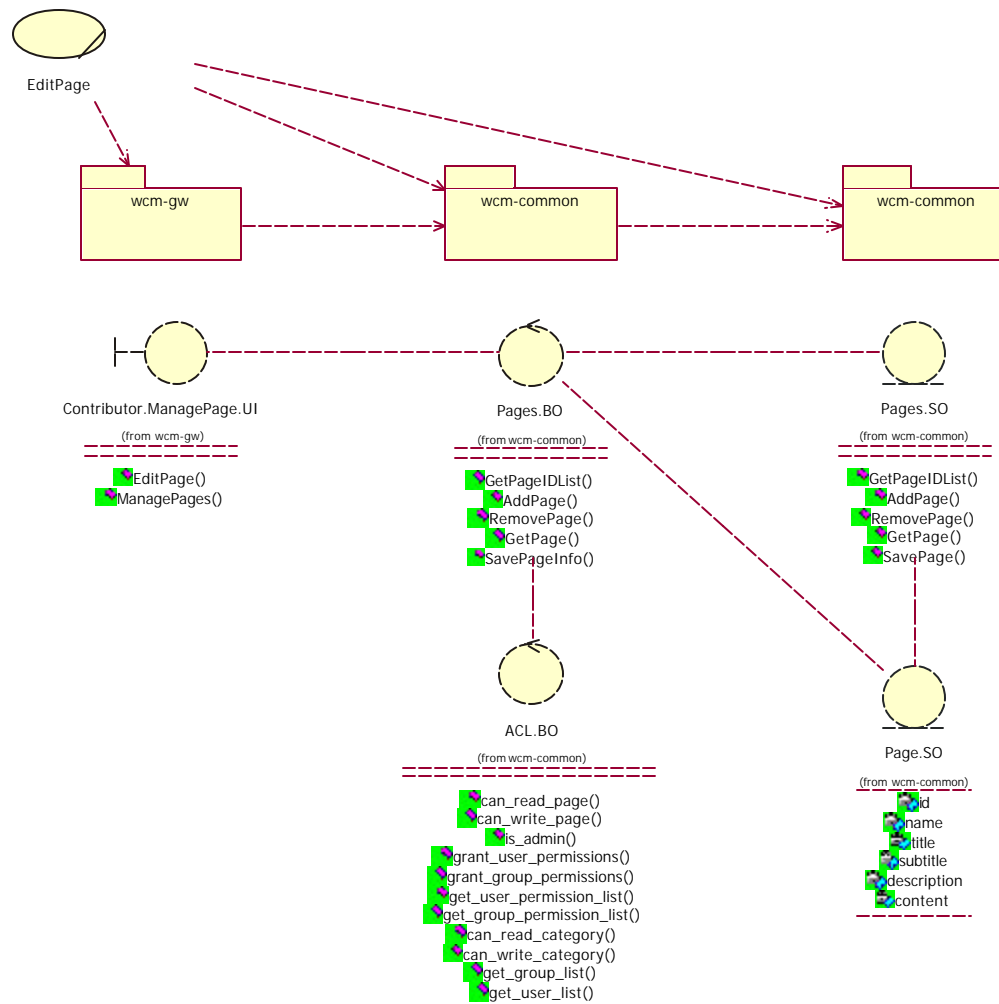 EditPage
wcm-gw
wcm-common
wcm-common
Contributor.ManagePage.UI
(from wcm-gw)
EditPage()
ManagePages()
Pages.BO
(from wcm-common)
GetPageIDList()
AddPage()
RemovePage()
GetPage()
SavePageInfo()
Pages.SO
(from wcm-common)
GetPageIDList()
AddPage()
RemovePage()
GetPage()
SavePage()
ACL.BO
(from wcm-common)
can_read_page()
can_write_page()
is_admin()
grant_user_permissions()
grant_group_permissions()
get_user_permission_list()
get_group_permission_list()
can_read_category()
can_write_category()
get_group_list()
get_user_list()
Page.SO
(from wcm-common)
id
name
title
subtitle
description
content